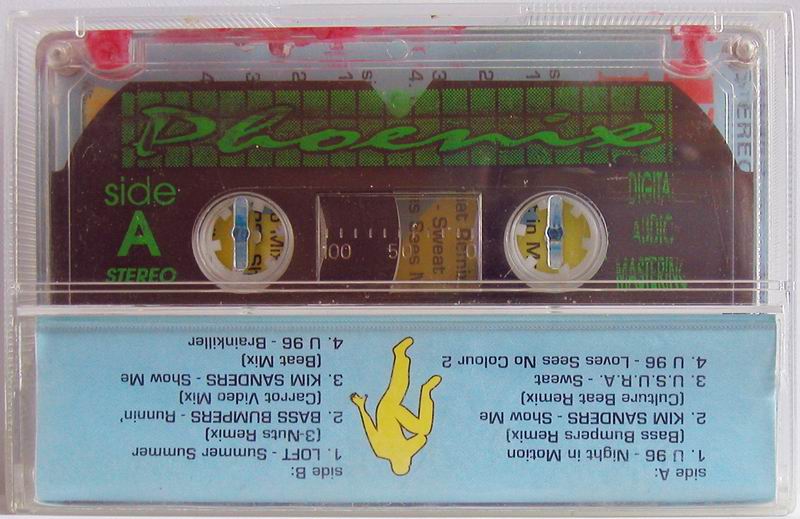 Phoenix
side
A
STEREO
DIGITAL
AUDIO
MASTERING
100 50 0
side A:
1. U 96 - Night in Motion
(Bass Bumpers Remix)
2. KIM SANDERS - Show Me
(Culture Beat Remix)
3. U.S.U.R.A. - Sweat
4. U 96 - Loves Sees No Colour 2
side B:
1. LOFT - Summer Summer
(3-Nuts Remix)
2. BASS BUMPERS - Runnin'
(Carrot Video Mix)
3. KIM SANDERS - Show Me
(Beat Mix)
4. U 96 - Brainkiller